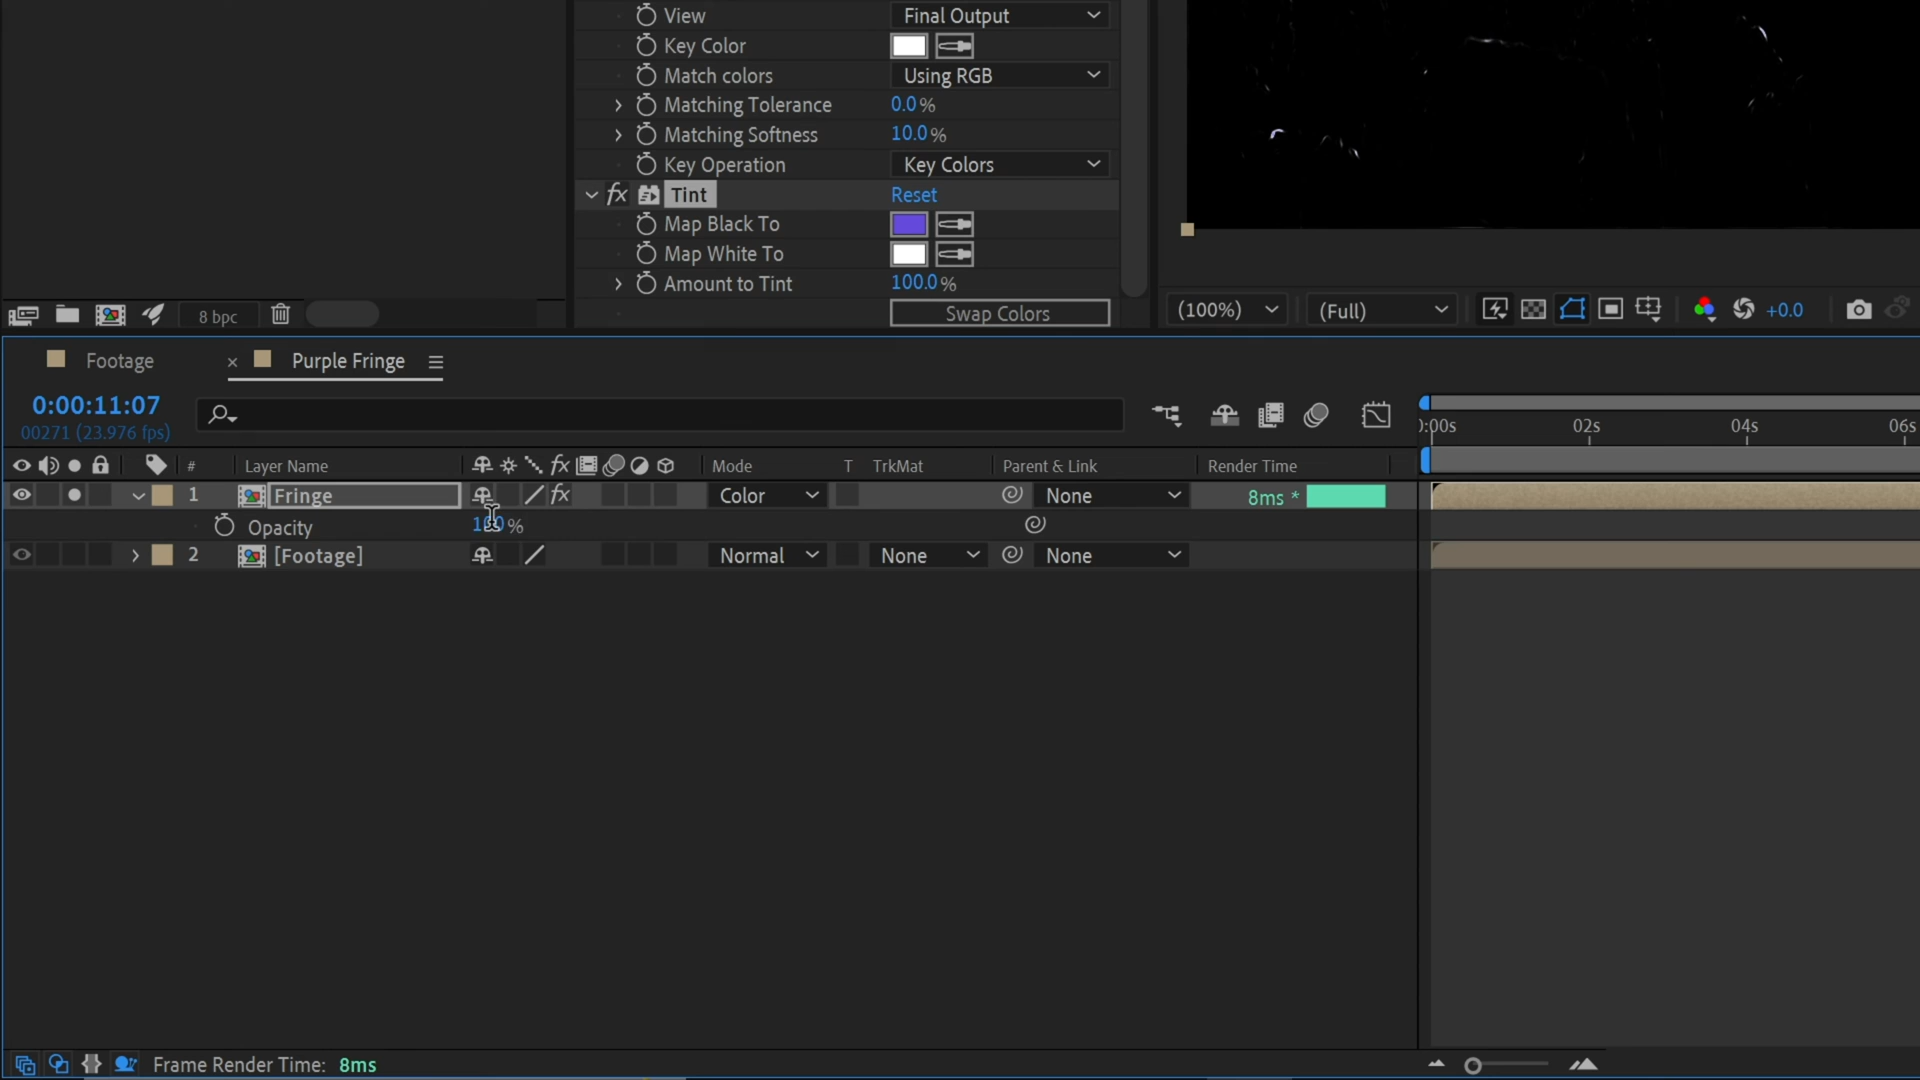 View Final Output
Key Color
Match colors Using RGB
Matching Tolerance 0.0 %
Matching Softness 10.0 %
Key Operation Key Colors
fx Tint Reset
Map Black To
Map White To
Amount to Tint 100.0 %
Swap Colors
8 bpc
(100%) (Full) +0.0
Footage × Purple Fringe
0:00:11:07
00271 (23.976 fps)
0:00s 02s 04s 06s
# Layer Name fx Mode T TrkMat Parent & Link Render Time
1 Fringe fx Color None 8ms *
Opacity 100 %
2 [Footage] Normal None None
Frame Render Time: 8ms